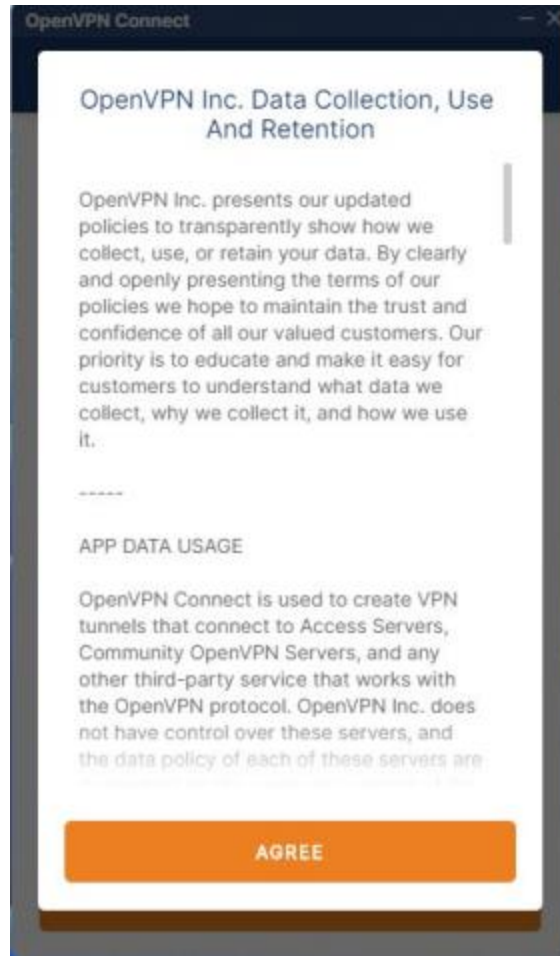 OpenVPN Connect
OpenVPN Inc. Data Collection, Use
And Retention
OpenVPN Inc. presents our updated
policies to transparently show how we
collect, use, or retain your data. By clearly
and openly presenting the terms of our
policies we hope to maintain the trust and
confidence of all our valued customers. Our
priority is to educate and make it easy for
customers to understand what data we
collect, why we collect it, and how we use
it.
-----
APP DATA USAGE
OpenVPN Connect is used to create VPN
tunnels that connect to Access Servers,
Community OpenVPN Servers, and any
other third-party service that works with
the OpenVPN protocol. OpenVPN Inc. does
not have control over these servers, and
the data policy of each of these servers are
AGREE